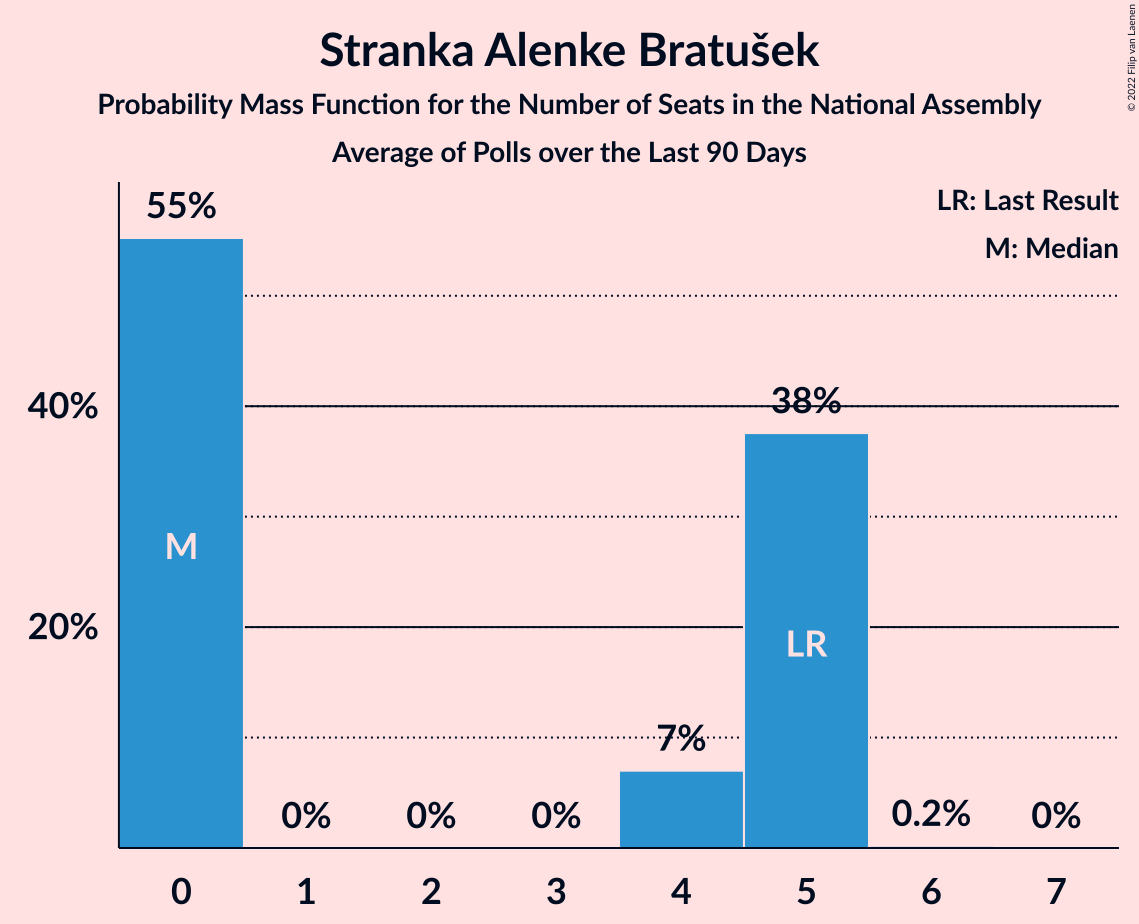 Stranka Alenke Bratušek
Probability Mass Function for the Number of Seats in the National Assembly
Average of Polls over the Last 90 Days
© 2022 Filip van Laenen
LR: Last Result
M: Median
55%
40%
38%
M
20%
LR
7%
0%
0%
0%
0.2%
0%
0
1
2
3
4
5
6
7